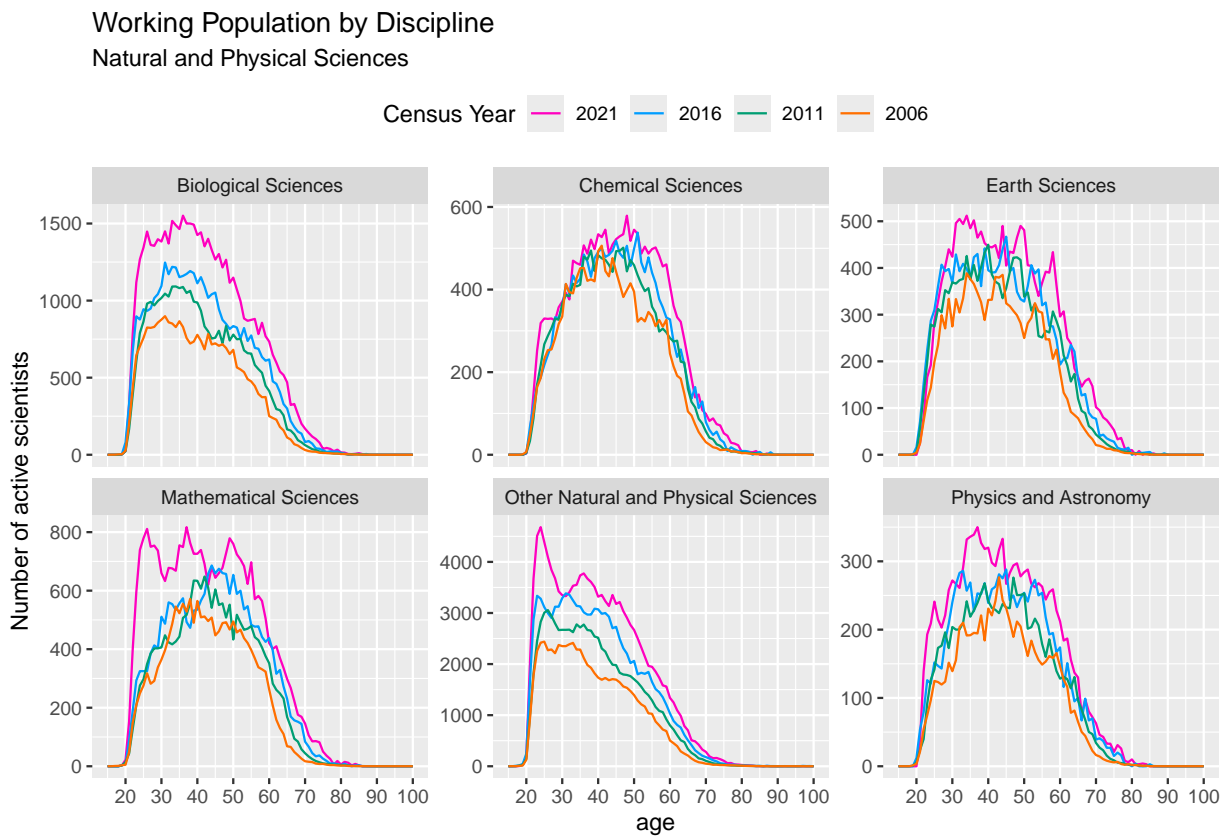 Working Population by Discipline
Natural and Physical Sciences
Census Year 2021 2016 2011 2006
Number of active scientists
Biological Sciences
1500
1000
500
0
Chemical Sciences
600
400
200
0
Earth Sciences
500
400
300
200
100
0
Mathematical Sciences
800
600
400
200
0
20 30 40 50 60 70 80 90 100
Other Natural and Physical Sciences
4000
3000
2000
1000
0
20 30 40 50 60 70 80 90 100
Physics and Astronomy
300
200
100
0
20 30 40 50 60 70 80 90 100
age